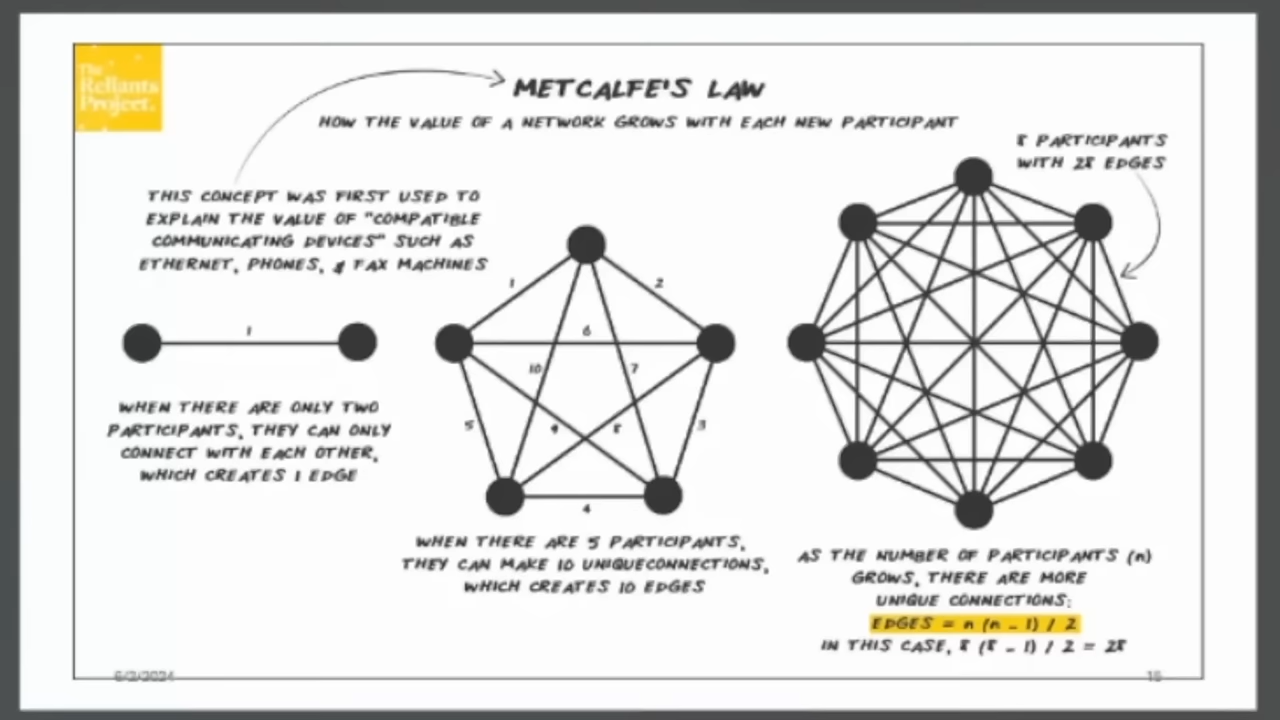 The
Refiants
Project.
METCALFE'S LAW
HOW THE VALUE OF A NETWORK GROWS WITH EACH NEW PARTICIPANT
8 PARTICIPANTS
WITH 28 EDGES
THIS CONCEPT WAS FIRST USED TO
EXPLAIN THE VALUE OF "COMPATIBLE
COMMUNICATING DEVICES" SUCH AS
ETHERNET, PHONES, & FAX MACHINES
1
WHEN THERE ARE ONLY TWO
PARTICIPANTS, THEY CAN ONLY
CONNECT WITH EACH OTHER,
WHICH CREATES 1 EDGE
1
2
6
10
7
5
9
8
3
4
WHEN THERE ARE 5 PARTICIPANTS,
THEY CAN MAKE 10 UNIQUECONNECTIONS,
WHICH CREATES 10 EDGES
AS THE NUMBER OF PARTICIPANTS (n)
GROWS, THERE ARE MORE
UNIQUE CONNECTIONS:
EDGES = n (n - 1) / 2
IN THIS CASE, 8 (8 - 1) / 2 = 28
6/2/2024